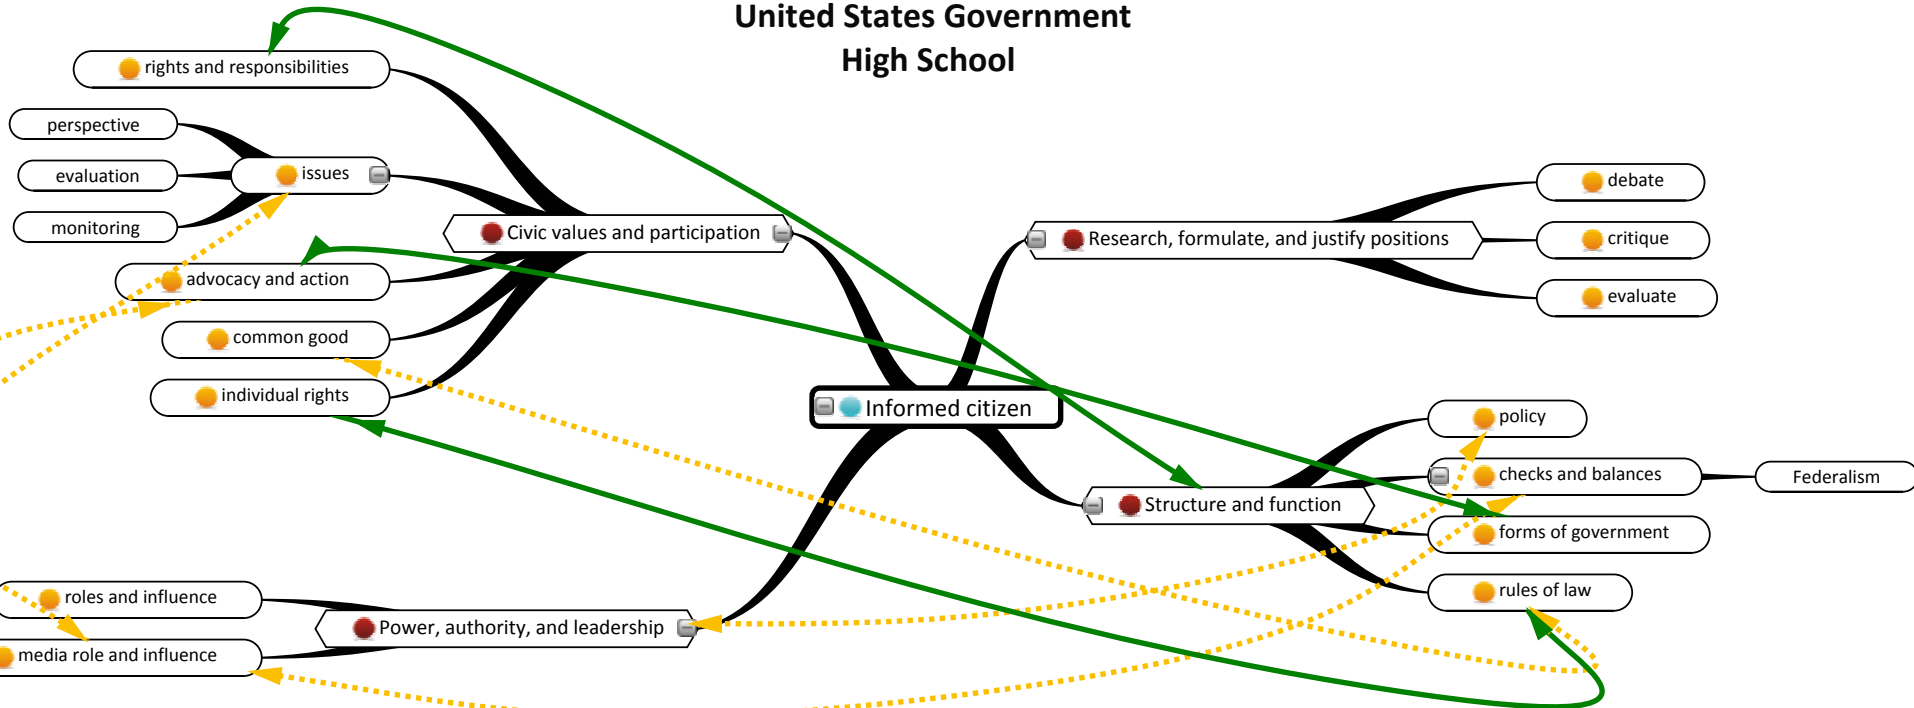 United States Government
High School
rights and responsibilities
perspective
issues
evaluation
monitoring
Civic values and participation
advocacy and action
common good
individual rights
Research, formulate, and justify positions
debate
critique
evaluate
Informed citizen
policy
checks and balances
Federalism
Structure and function
forms of government
rules of law
roles and influence
Power, authority, and leadership
media role and influence